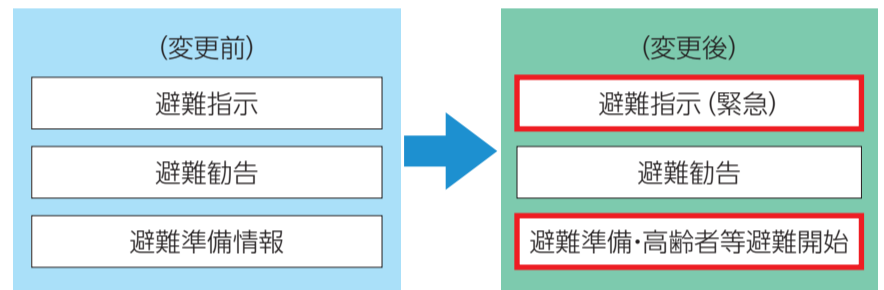 (変更前)
避難指示
避難勧告
避難準備情報
(変更後)
避難指示(緊急)
避難勧告
避難準備・高齢者等避難開始